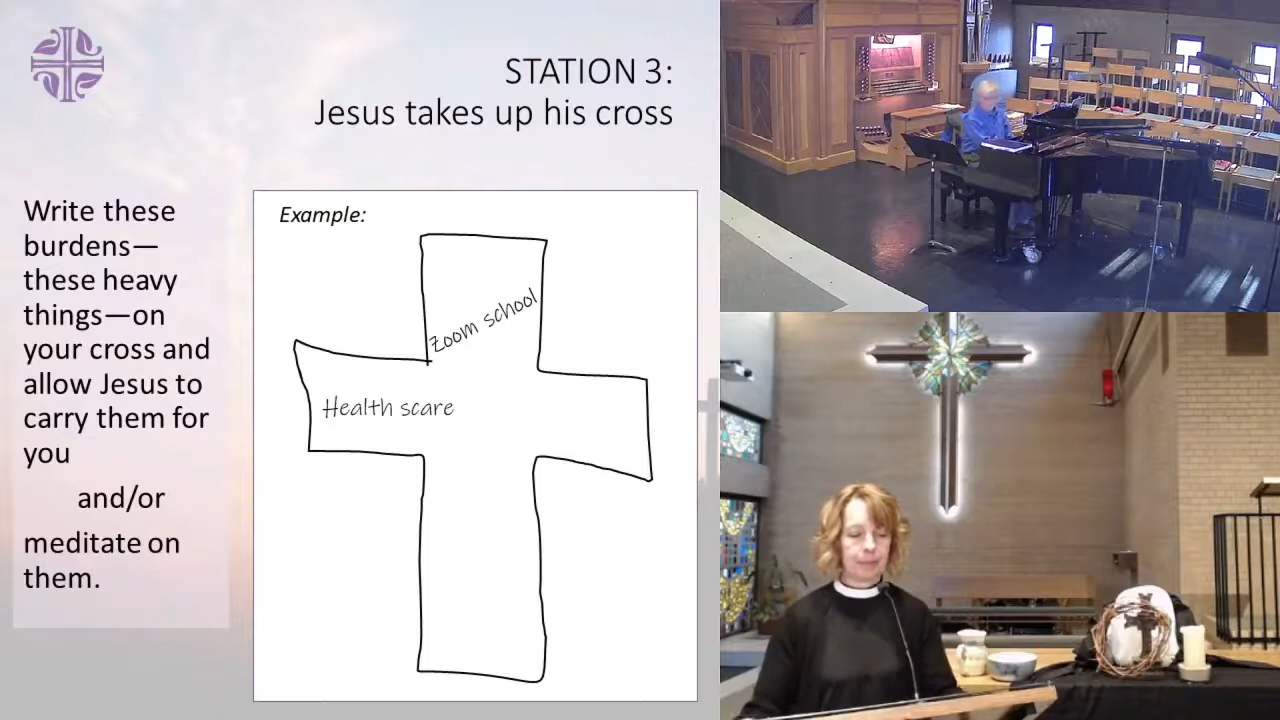 STATION 3:
Jesus takes up his cross
Write these
burdens—
these heavy
things—on
your cross and
allow Jesus to
carry them for
you
and/or
meditate on
them.
Example:
Zoom school
Health scare